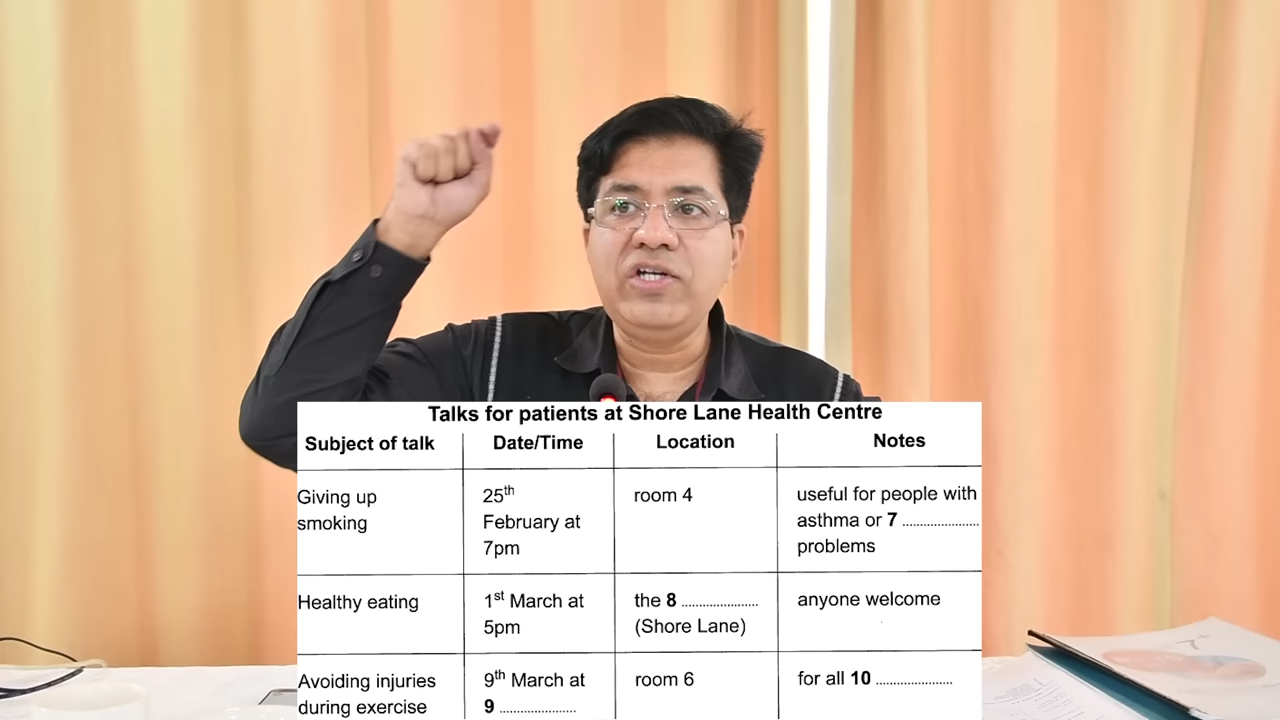 Talks for patients at Shore Lane Health Centre
Subject of talk Date/Time Location Notes
Giving up smoking
25th February at 7pm
room 4
useful for people with asthma or 7 ...................... problems
Healthy eating
1st March at 5pm
the 8 ...................... (Shore Lane)
anyone welcome
Avoiding injuries during exercise
9th March at 9 ......................
room 6
for all 10 ......................